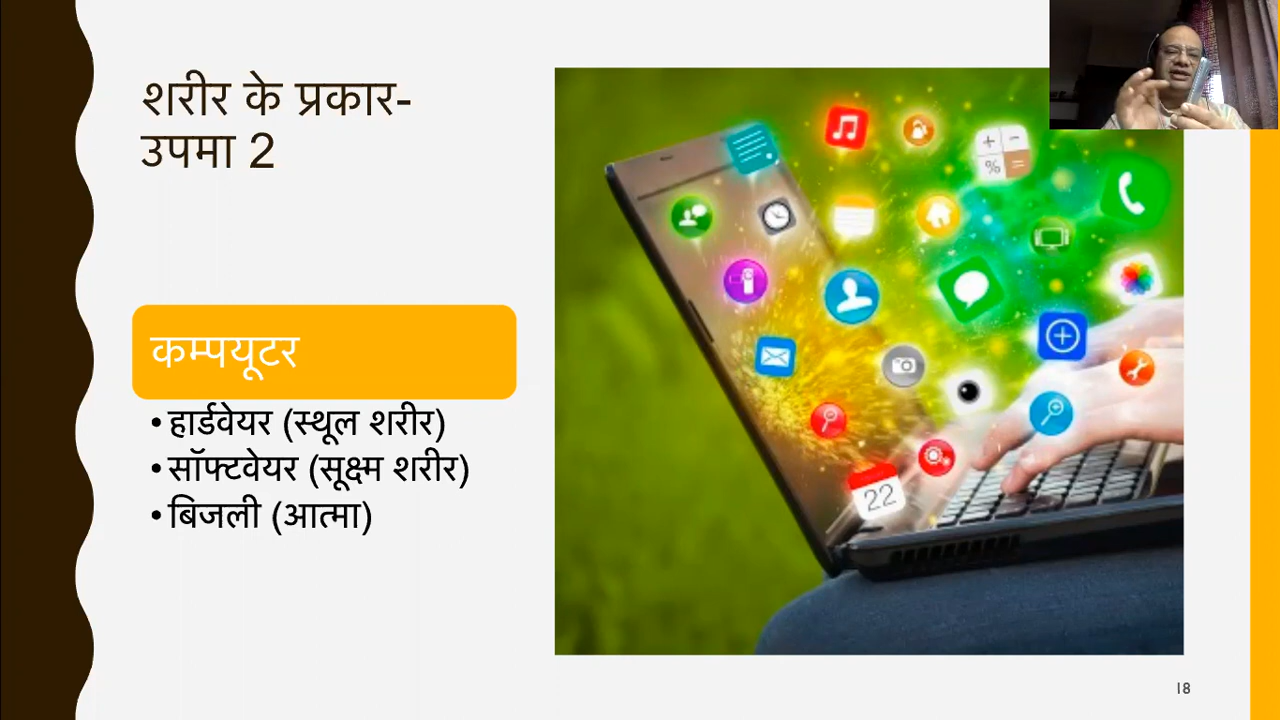 शरीर के प्रकार-
उपमा 2
कम्पयूटर
• हार्डवेयर (स्थूल शरीर)
• सॉफ्टवेयर (सूक्ष्म शरीर)
• बिजली (आत्मा)
22
18